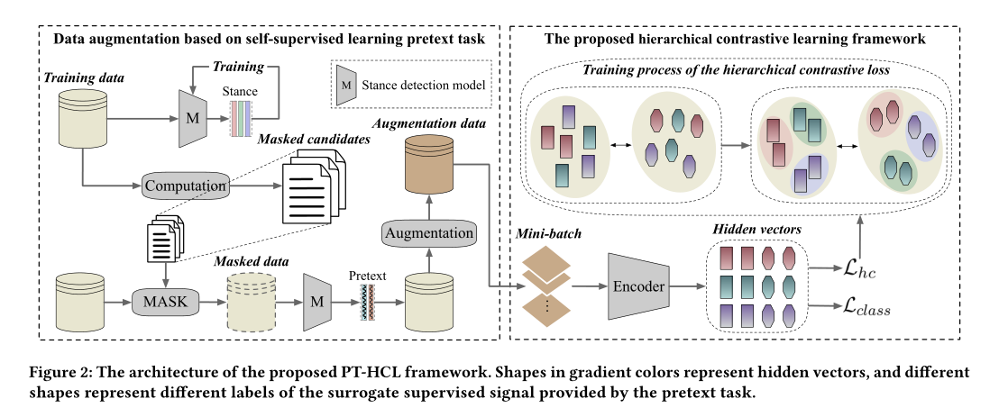 Data augmentation based on self-supervised learning pretext task
Training data
Training
Stance
M
M Stance detection model
Augmentation data
Masked candidates
Computation
Augmentation
Masked data
Pretext
MASK
M
The proposed hierarchical contrastive learning framework
Training process of the hierarchical contrastive loss
Mini-batch
Hidden vectors
Encoder
ℒhc
ℒclass
Figure 2: The architecture of the proposed PT-HCL framework. Shapes in gradient colors represent hidden vectors, and different
shapes represent different labels of the surrogate supervised signal provided by the pretext task.